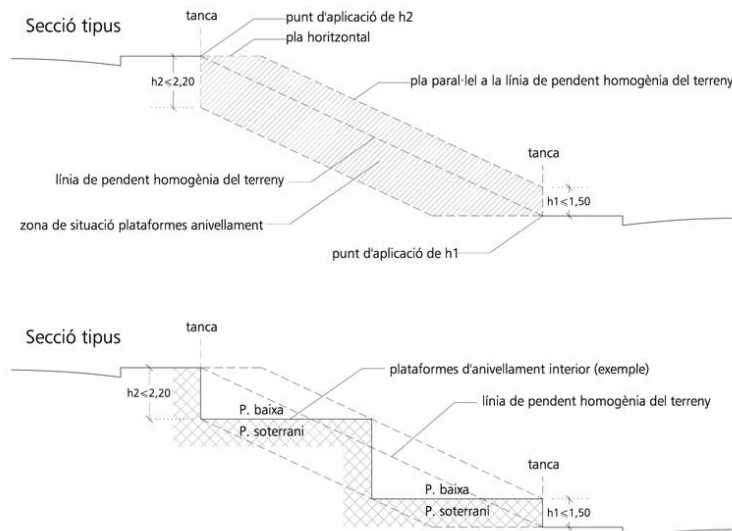 Secció tipus
tanca
punt d'aplicació de h2
pla horitzontal
h2≤2,20
pla paral·lel a la línia de pendent homogènia del terreny
tanca
línia de pendent homogènia del terreny
h1≤1,50
zona de situació plataformes anivellament
punt d'aplicació de h1
Secció tipus
tanca
plataformes d'anivellament interior (exemple)
h2≤2,20
línia de pendent homogènia del terreny
P. baixa
P. soterrani
tanca
P. baixa
P. soterrani
h1≤1,50